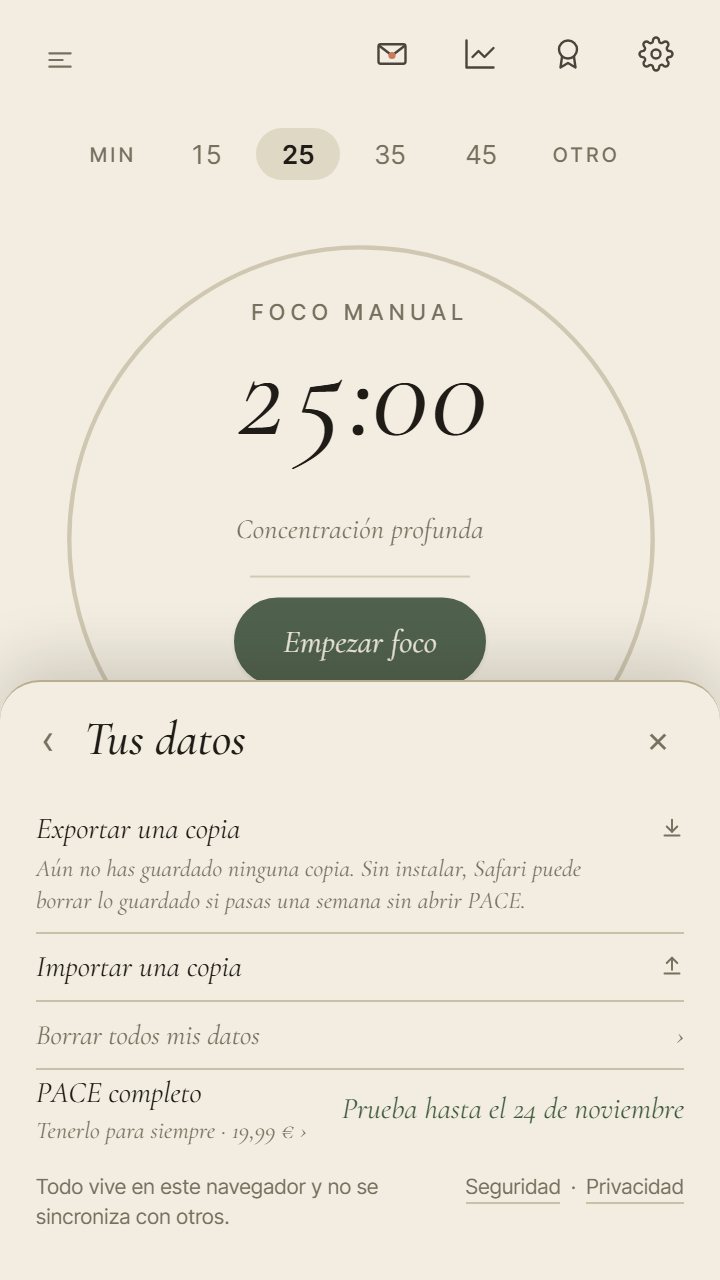 MIN 15 25 35 45 OTRO
FOCO MANUAL
25:00
Concentración profunda
Empezar foco
Tus datos
Exportar una copia
Aún no has guardado ninguna copia. Sin instalar, Safari puede
borrar lo guardado si pasas una semana sin abrir PACE.
Importar una copia
Borrar todos mis datos
PACE completo
Tenerlo para siempre · 19,99 € ›
Prueba hasta el 24 de noviembre
Todo vive en este navegador y no se
sincroniza con otros.
Seguridad · Privacidad